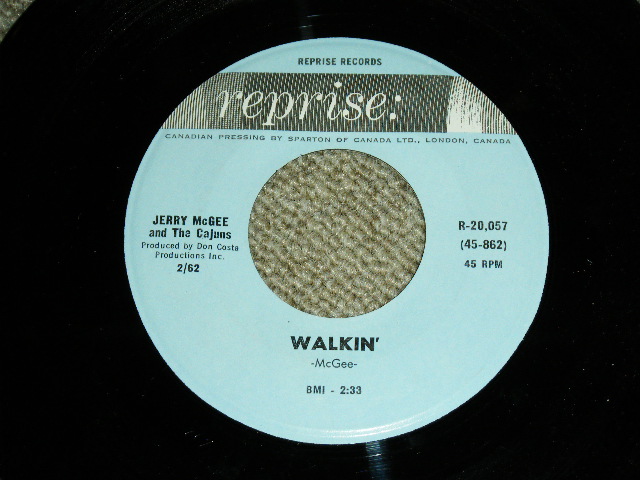 REPRISE RECORDS
reprise:
CANADIAN PRESSING BY SPARTON OF CANADA LTD., LONDON, CANADA
JERRY McGEE
and The Cajuns
Produced by Don Costa
Productions Inc.
2/62
R-20,057
(45-862)
45 RPM
WALKIN'
-McGee-
BMI - 2:33